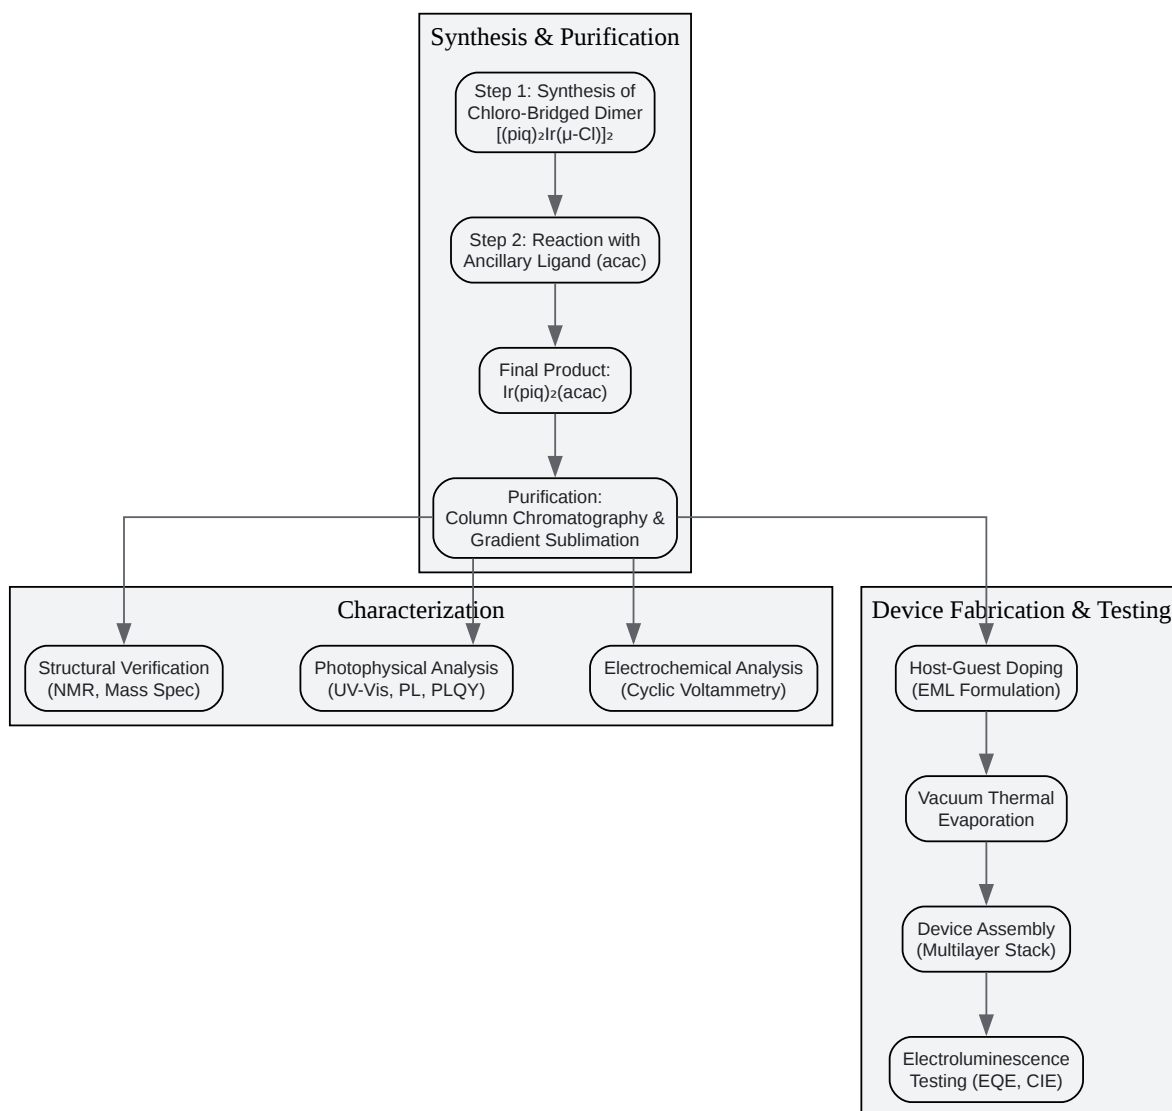 Synthesis & Purification
Step 1: Synthesis of
Chloro-Bridged Dimer
[(piq)₂Ir(μ-Cl)]₂
Step 2: Reaction with
Ancillary Ligand (acac)
Final Product:
Ir(piq)₂(acac)
Purification:
Column Chromatography &
Gradient Sublimation
Characterization
Structural Verification
(NMR, Mass Spec)
Photophysical Analysis
(UV-Vis, PL, PLQY)
Electrochemical Analysis
(Cyclic Voltammetry)
Device Fabrication & Testing
Host-Guest Doping
(EML Formulation)
Vacuum Thermal
Evaporation
Device Assembly
(Multilayer Stack)
Electroluminescence
Testing (EQE, CIE)